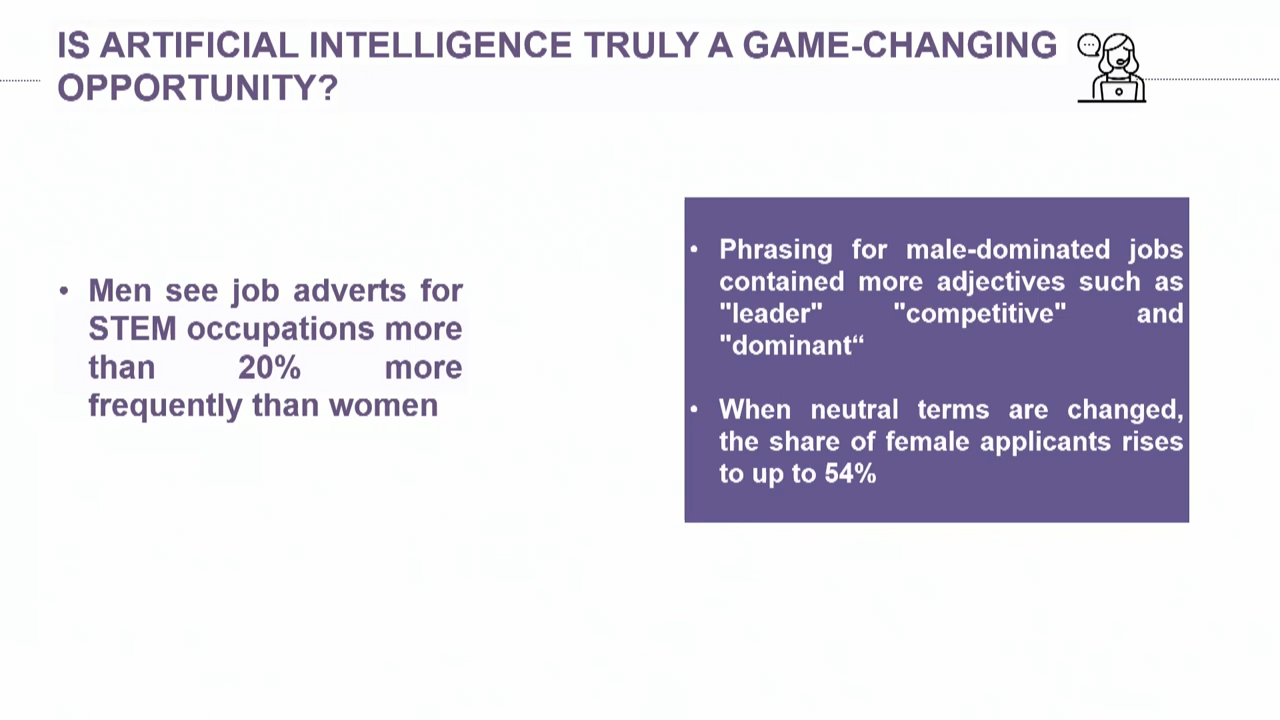 IS ARTIFICIAL INTELLIGENCE TRULY A GAME-CHANGING
OPPORTUNITY?
• Men see job adverts for
STEM occupations more
than 20% more
frequently than women
• Phrasing for male-dominated jobs
contained more adjectives such as
"leader" "competitive" and
"dominant“
• When neutral terms are changed,
the share of female applicants rises
to up to 54%